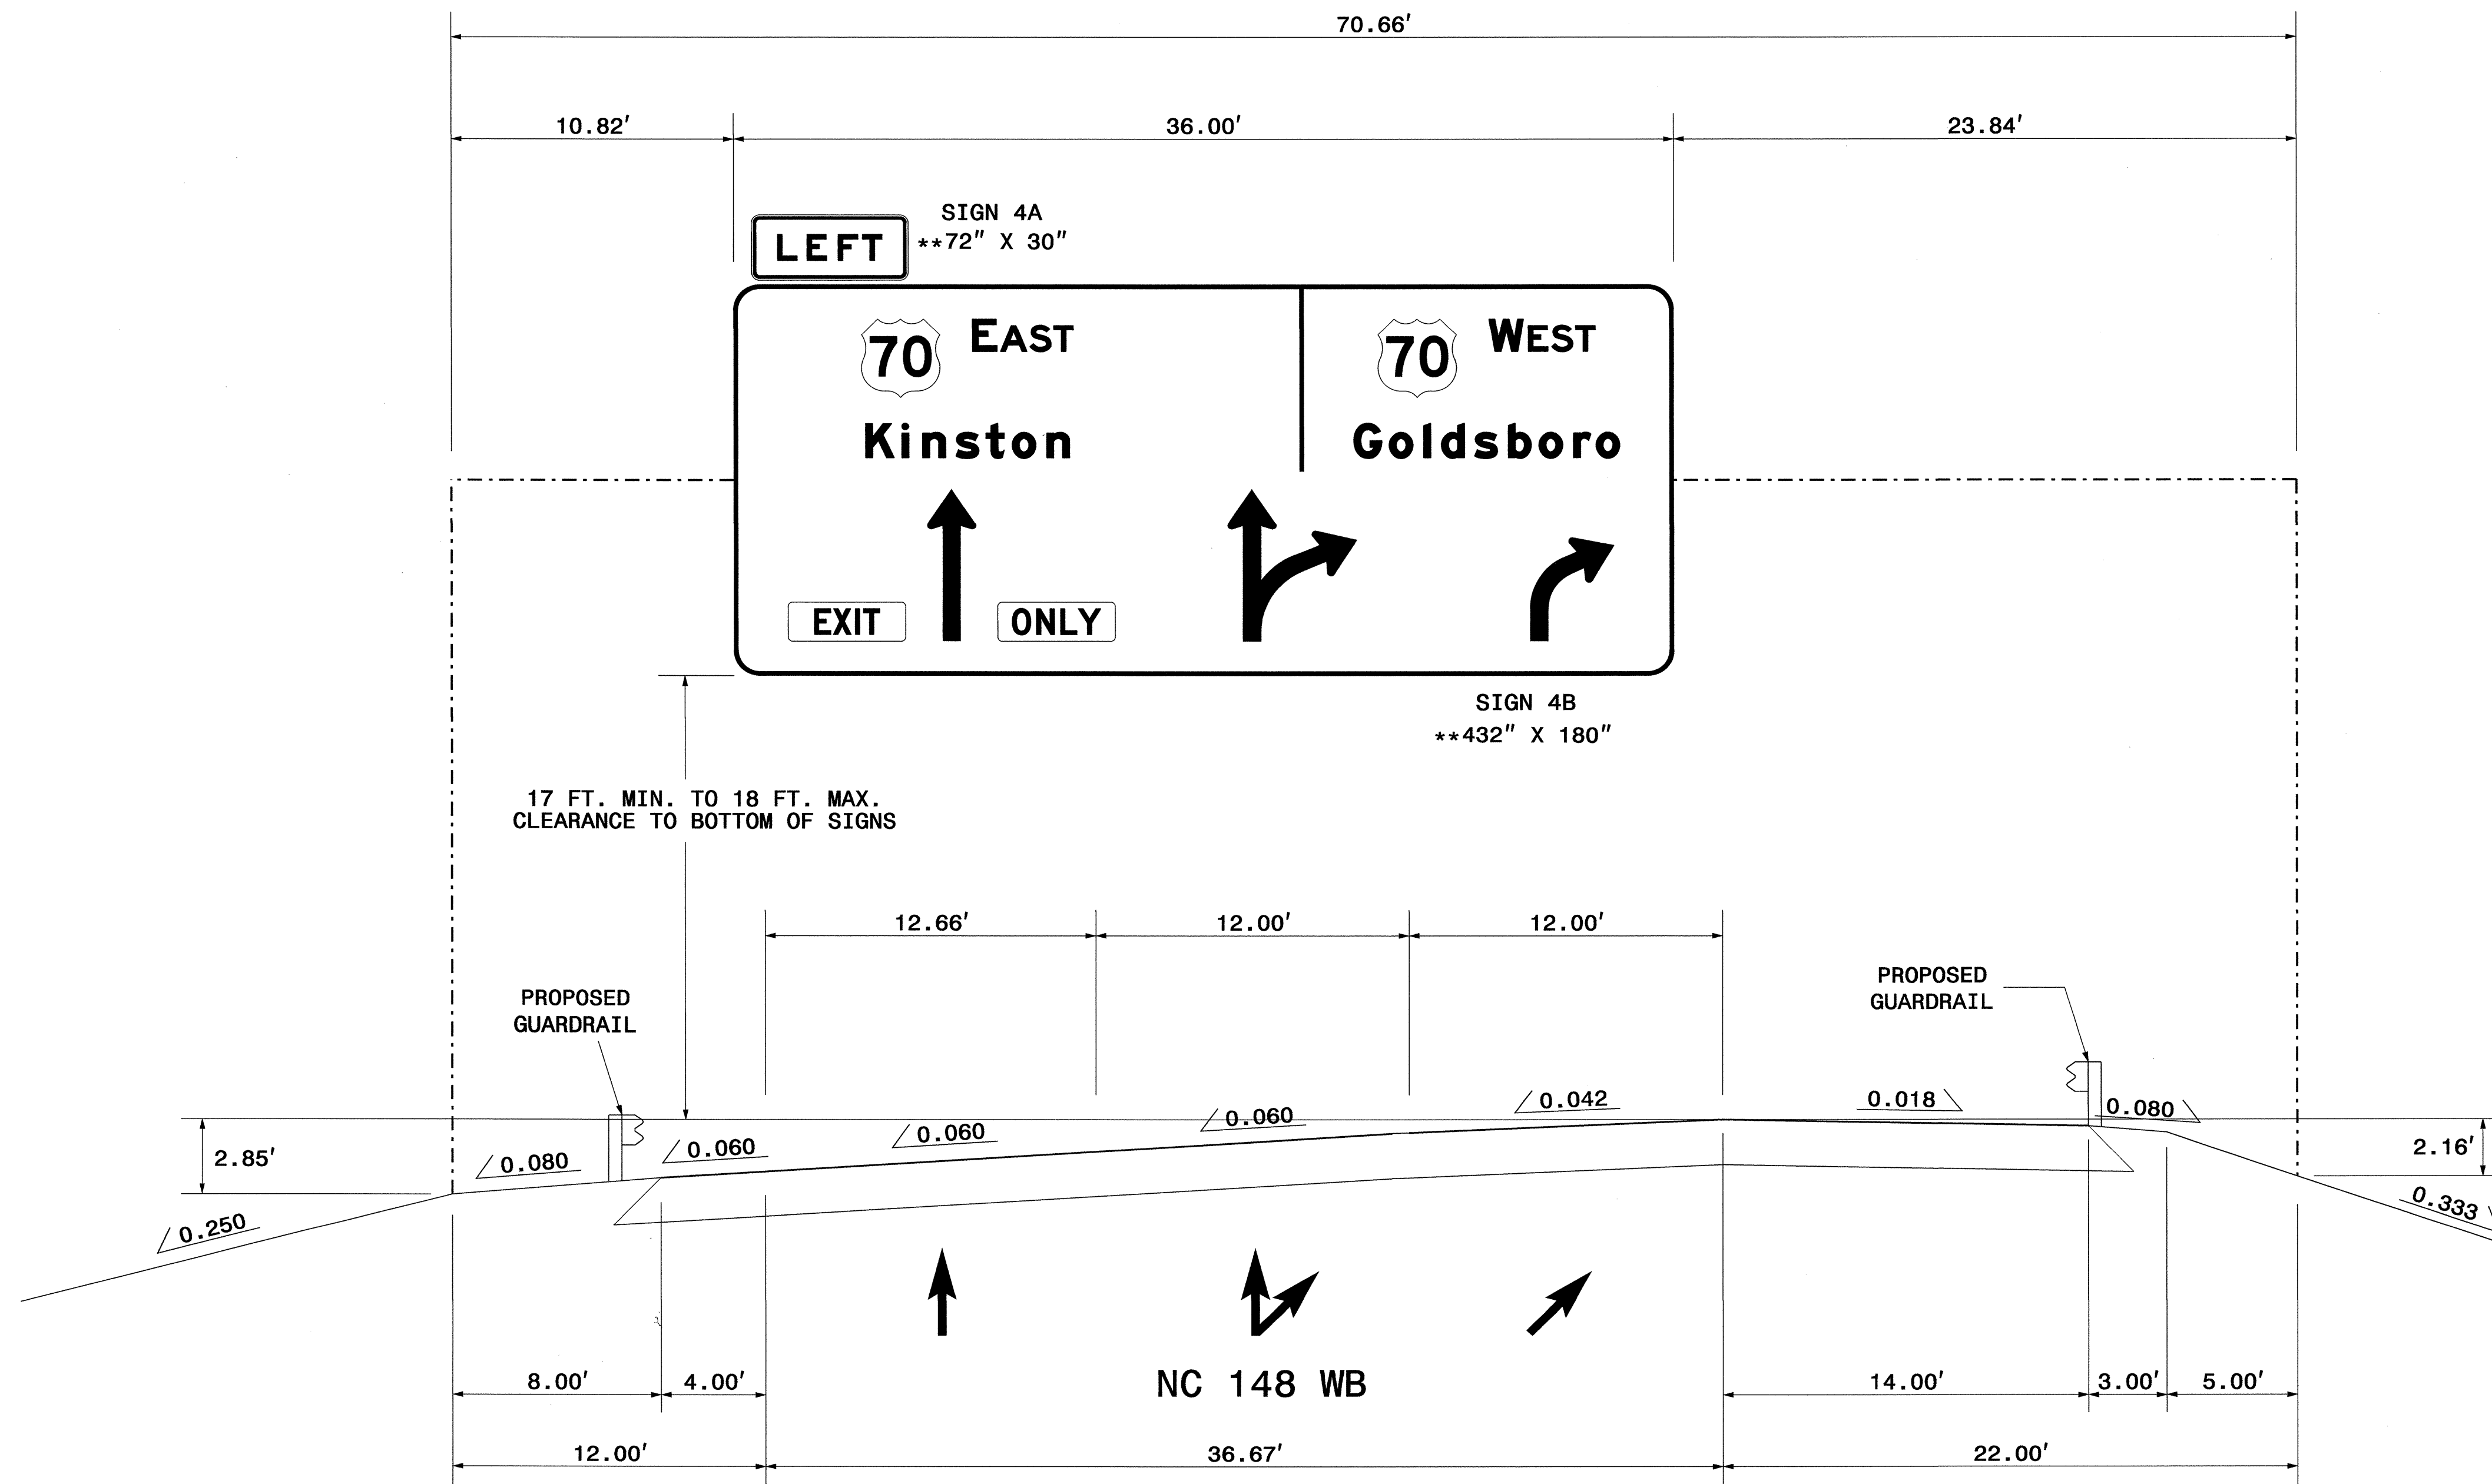 70.66'
10.82'
36.00'
23.84'
SIGN 4A
**72" X 30"
LEFT
70 EAST
Kinston
EXIT ONLY
70 WEST
Goldsboro
SIGN 4B
**432" X 180"
17 FT. MIN. TO 18 FT. MAX.
CLEARANCE TO BOTTOM OF SIGNS
12.66'
12.00'
12.00'
PROPOSED
GUARDRAIL
PROPOSED
GUARDRAIL
2.85'
0.250
0.080
0.060
0.060
0.060
0.042
0.018
0.080
2.16'
0.333
NC 148 WB
8.00'
4.00'
14.00'
3.00'
5.00'
12.00'
36.67'
22.00'